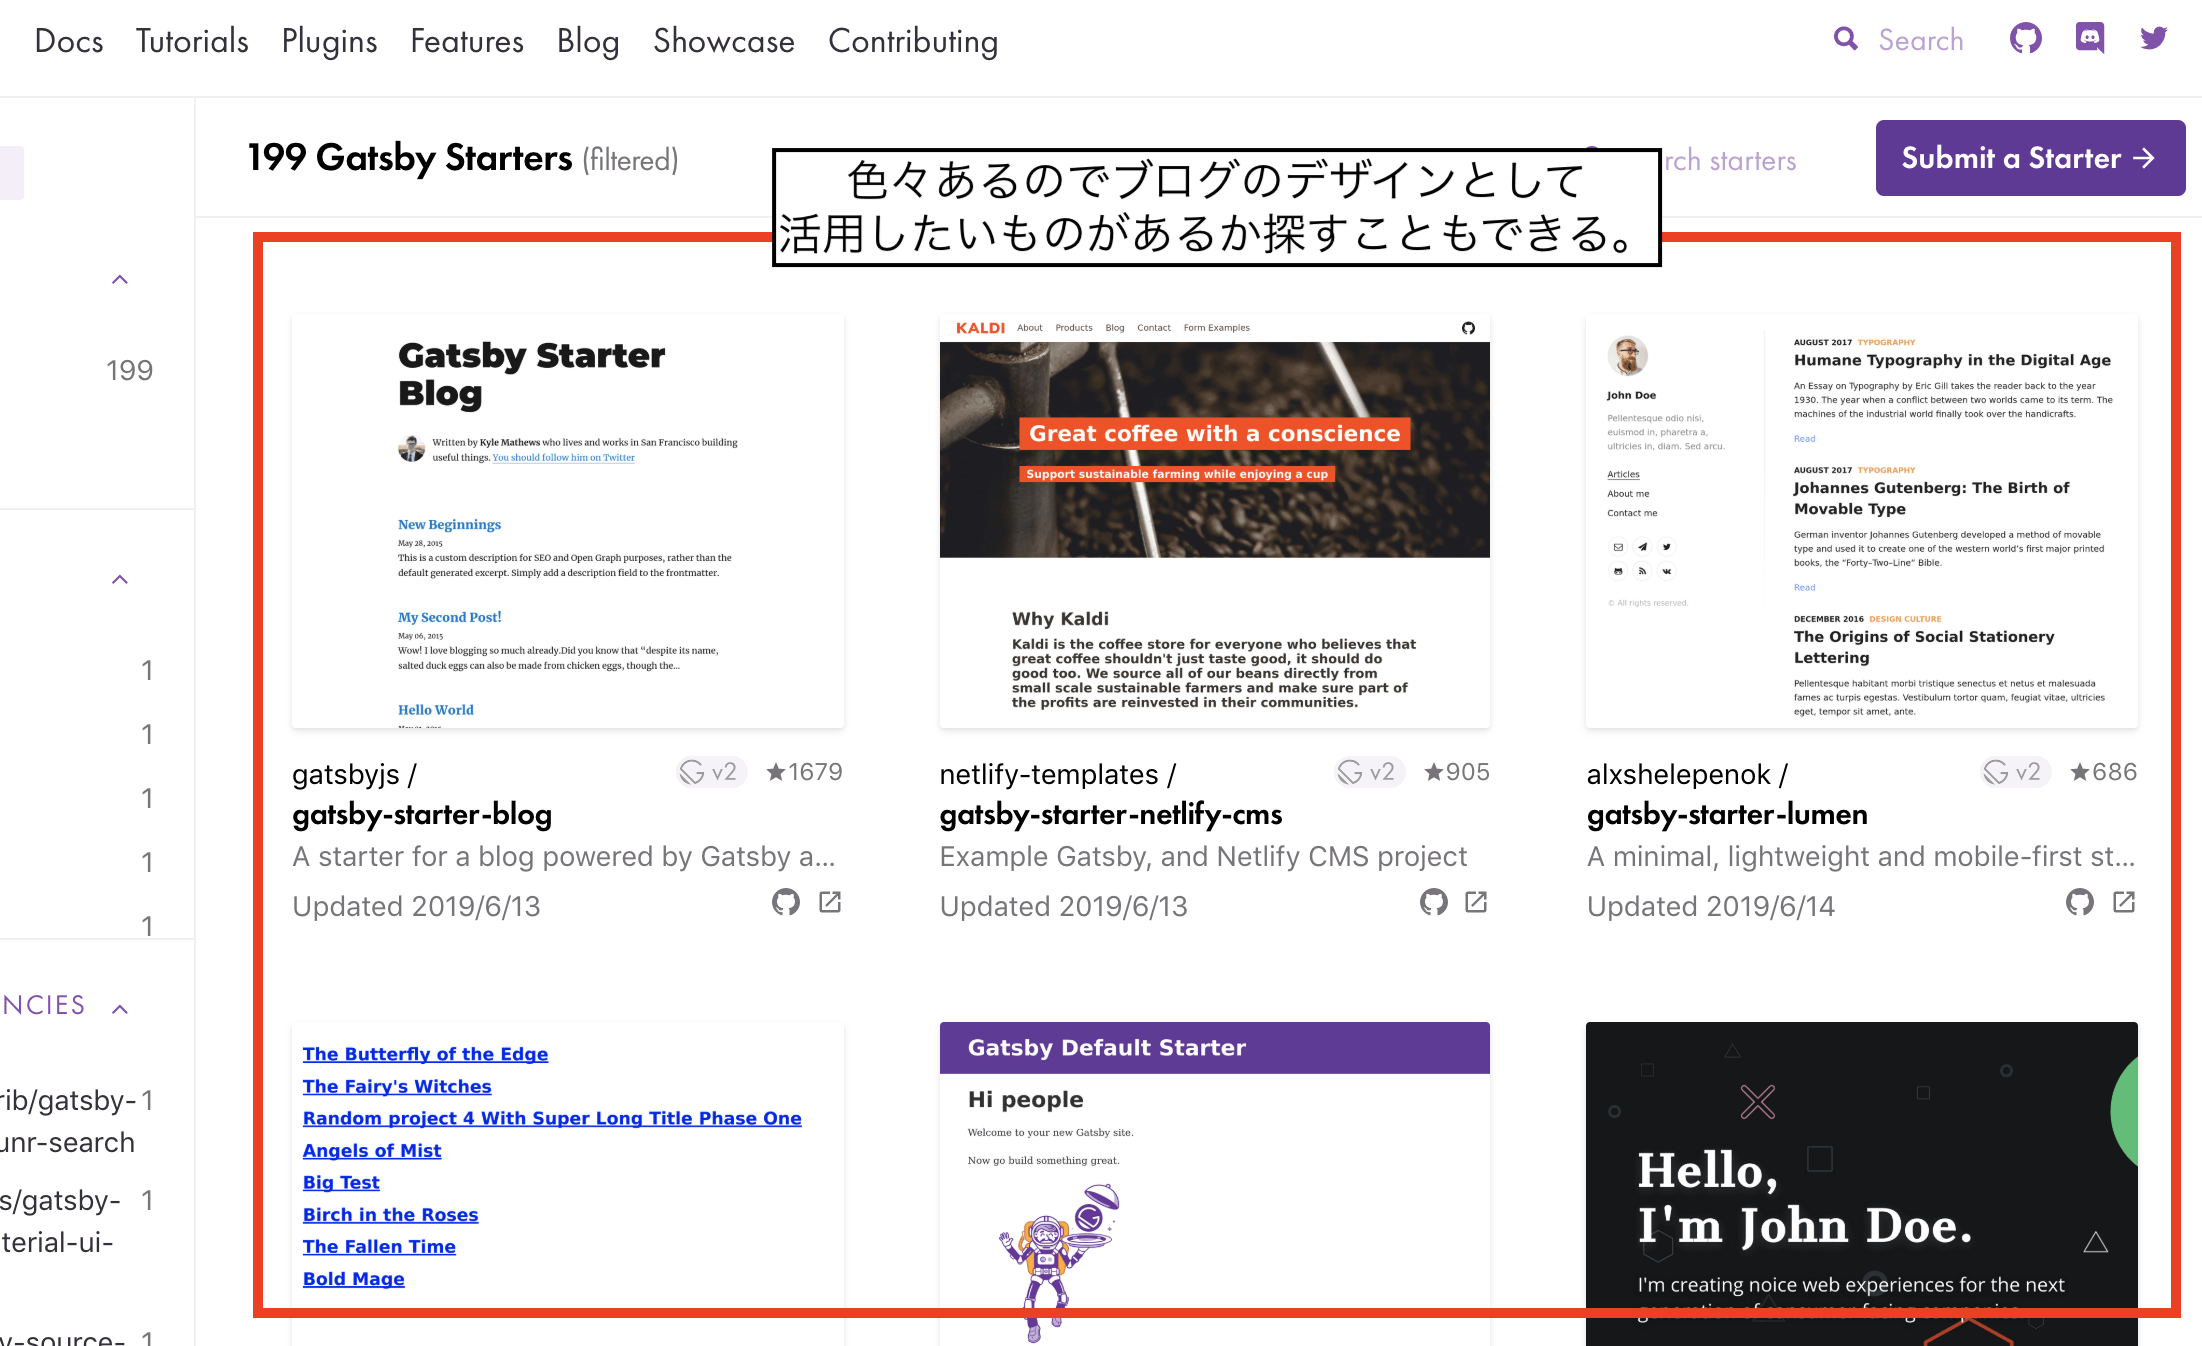 Docs Tutorials Plugins Features Blog Showcase Contributing Search
199 Gatsby Starters (filtered)
色々あるのでブログのデザインとして
活用したいものがあるか探すこともできる。
rch starters
Submit a Starter →
199
1
1
1
1
1
NCIES
rib/gatsby- 1
unr-search
s/gatsby- 1
terial-ui-
y-source- 1
Gatsby Starter
Blog
Written by Kyle Mathews who lives and works in San Francisco building
useful things. You should follow him on Twitter
New Beginnings
May 28, 2015
This is a custom description for SEO and Open Graph purposes, rather than the
default generated excerpt. Simply add a description field to the frontmatter.
My Second Post!
May 06, 2015
Wow! I love blogging so much already.Did you know that “despite its name,
salted duck eggs can also be made from chicken eggs, though the...
Hello World
gatsbyjs /
v2 ★1679
gatsby-starter-blog
A starter for a blog powered by Gatsby a...
Updated 2019/6/13
KALDI About Products Blog Contact Form Examples
Great coffee with a conscience
Support sustainable farming while enjoying a cup
Why Kaldi
Kaldi is the coffee store for everyone who believes that
great coffee shouldn't just taste good, it should do
good too. We source all of our beans directly from
small scale sustainable farmers and make sure part of
the profits are reinvested in their communities.
netlify-templates /
v2 ★905
gatsby-starter-netlify-cms
Example Gatsby, and Netlify CMS project
Updated 2019/6/13
John Doe
Pellentesque odio nisi,
euismod in, pharetra a,
ultricies in, diam. Sed arcu.
Articles
About me
Contact me
© All rights reserved.
AUGUST 2017 TYPOGRAPHY
Humane Typography in the Digital Age
An Essay on Typography by Eric Gill takes the reader back to the year
1930. The year when a conflict between two worlds came to its term. The
machines of the industrial world finally took over the handicrafts.
Read
AUGUST 2017 TYPOGRAPHY
Johannes Gutenberg: The Birth of
Movable Type
German inventor Johannes Gutenberg developed a method of movable
type and used it to create one of the western world's first major printed
books, the “Forty–Two–Line” Bible.
Read
DECEMBER 2016 DESIGN CULTURE
The Origins of Social Stationery
Lettering
Pellentesque habitant morbi tristique senectus et netus et malesuada
fames ac turpis egestas. Vestibulum tortor quam, feugiat vitae, ultricies
eget, tempor sit amet, ante.
alxshelepenok /
v2 ★686
gatsby-starter-lumen
A minimal, lightweight and mobile-first st...
Updated 2019/6/14
The Butterfly of the Edge
The Fairy's Witches
Random project 4 With Super Long Title Phase One
Angels of Mist
Big Test
Birch in the Roses
The Fallen Time
Bold Mage
Gatsby Default Starter
Hi people
Welcome to your new Gatsby site.
Now go build something great.
Hello,
I'm John Doe.
I'm creating noice web experiences for the next